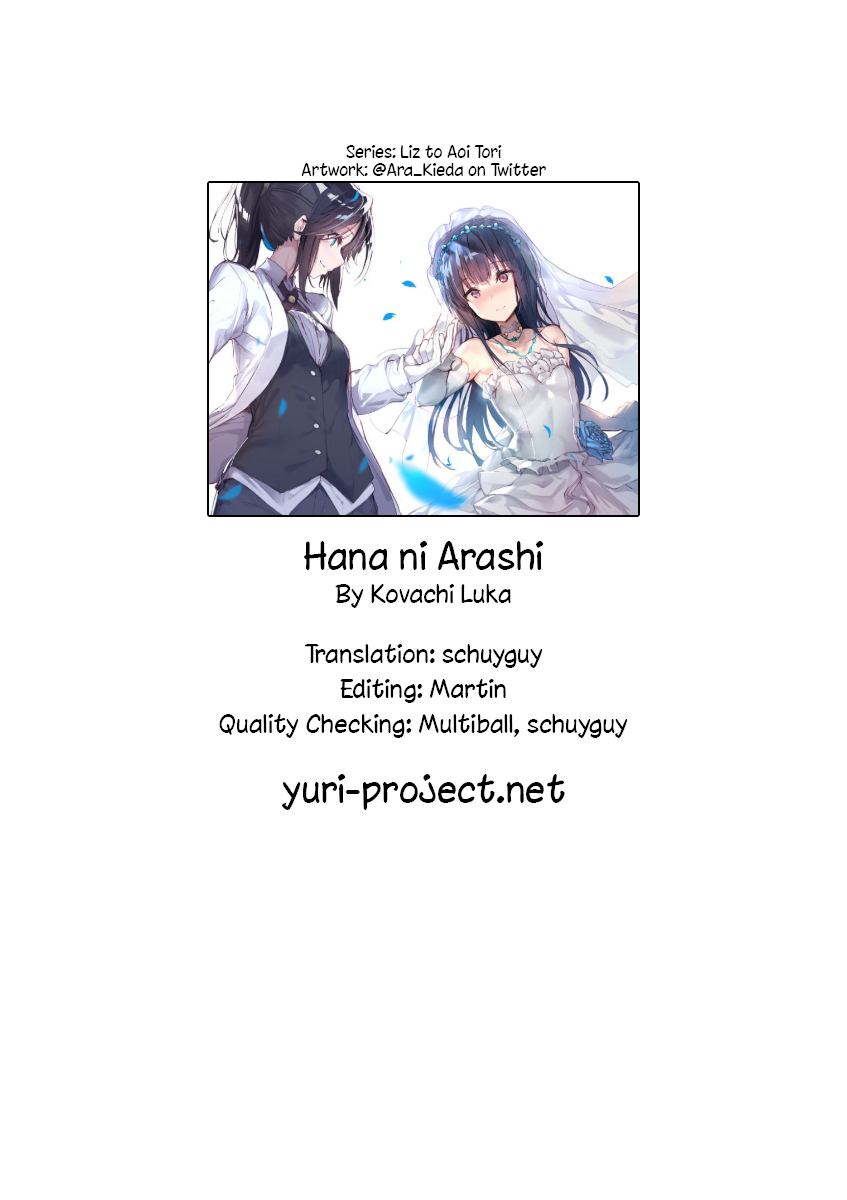 Series: Liz to Aoi Tori
Artwork: @Ara_Kieda on Twitter
Hana ni Arashi
By Kovachi Luka
Translation: schuyguy
Editing: Martin
Quality Checking: Multiball, schuyguy
yuri-project.net